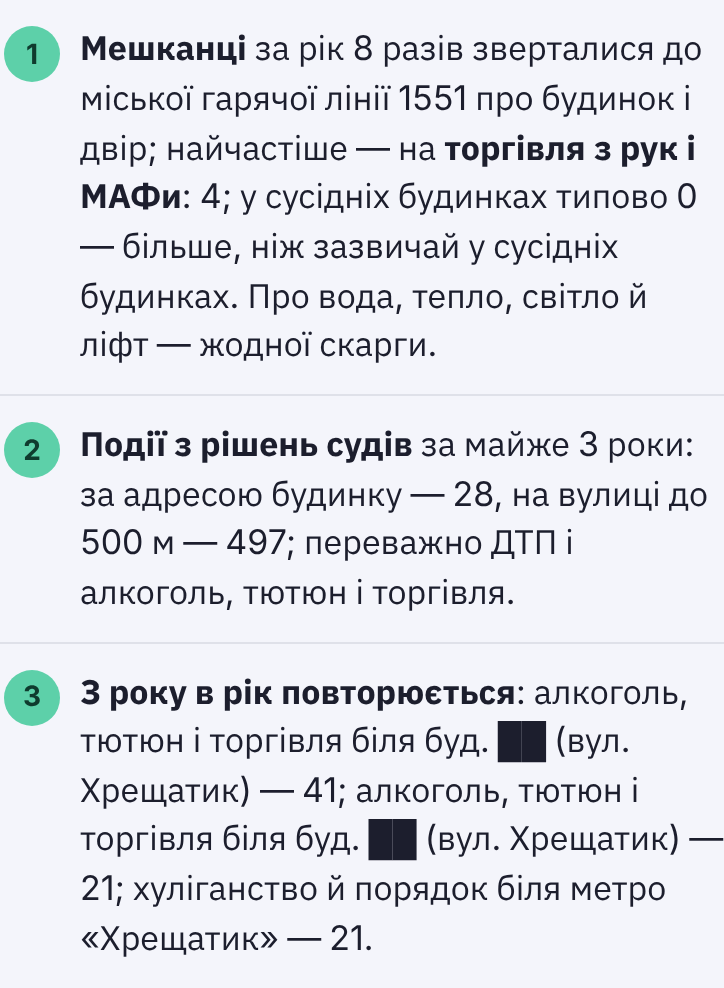 1
Мешканці за рік 8 разів зверталися до
міської гарячої лінії 1551 про будинок і
двір; найчастіше — на торгівля з рук і
МАФи: 4; у сусідніх будинках типово 0
— більше, ніж зазвичай у сусідніх
будинках. Про вода, тепло, світло й
ліфт — жодної скарги.
2
Події з рішень судів за майже 3 роки:
за адресою будинку — 28, на вулиці до
500 м — 497; переважно ДТП і
алкоголь, тютюн і торгівля.
3
З року в рік повторюється: алкоголь,
тютюн і торгівля біля буд. ██ (вул.
Хрещатик) — 41; алкоголь, тютюн і
торгівля біля буд. ██ (вул. Хрещатик) —
21; хуліганство й порядок біля метро
«Хрещатик» — 21.